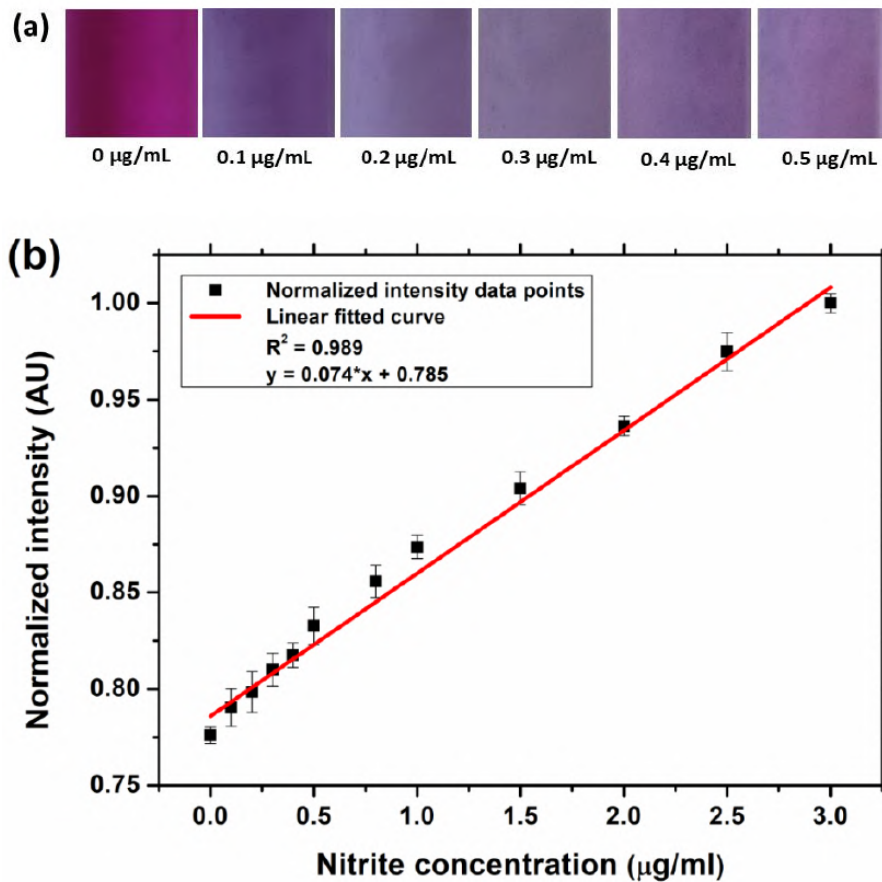 (a)
0 μg/mL 0.1 μg/mL 0.2 μg/mL 0.3 μg/mL 0.4 μg/mL 0.5 μg/mL
(b)
Normalized intensity data points
Linear fitted curve
R² = 0.989
y = 0.074*x + 0.785
Normalized intensity (AU)
1.00
0.95
0.90
0.85
0.80
0.75
0.0 0.5 1.0 1.5 2.0 2.5 3.0
Nitrite concentration (μg/ml)